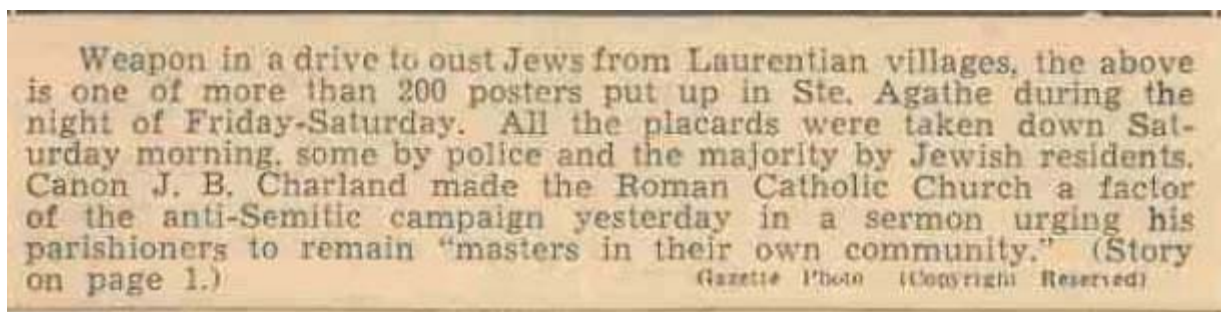 Weapon in a drive to oust Jews from Laurentian villages, the above
is one of more than 200 posters put up in Ste. Agathe during the
night of Friday-Saturday. All the placards were taken down Sat-
urday morning, some by police and the majority by Jewish residents.
Canon J. B. Charland made the Roman Catholic Church a factor
of the anti-Semitic campaign yesterday in a sermon urging his
parishioners to remain "masters in their own community." (Story
on page 1.) Gazette Photo (Copyright Reserved)